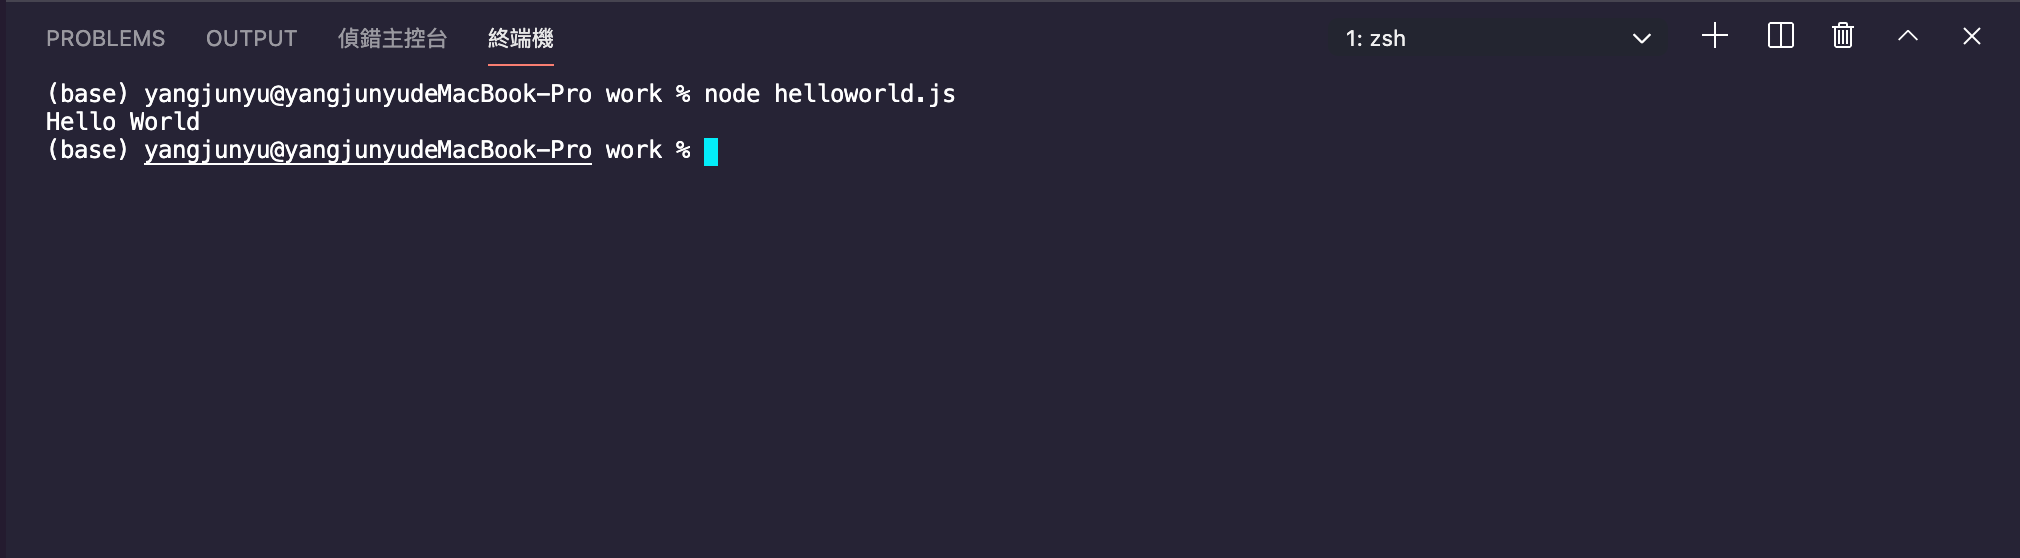 PROBLEMS OUTPUT 偵錯主控台 終端機 1: zsh
(base) yangjunyu@yangjunyudeMacBook-Pro work % node helloworld.js
Hello World
(base) yangjunyu@yangjunyudeMacBook-Pro work %